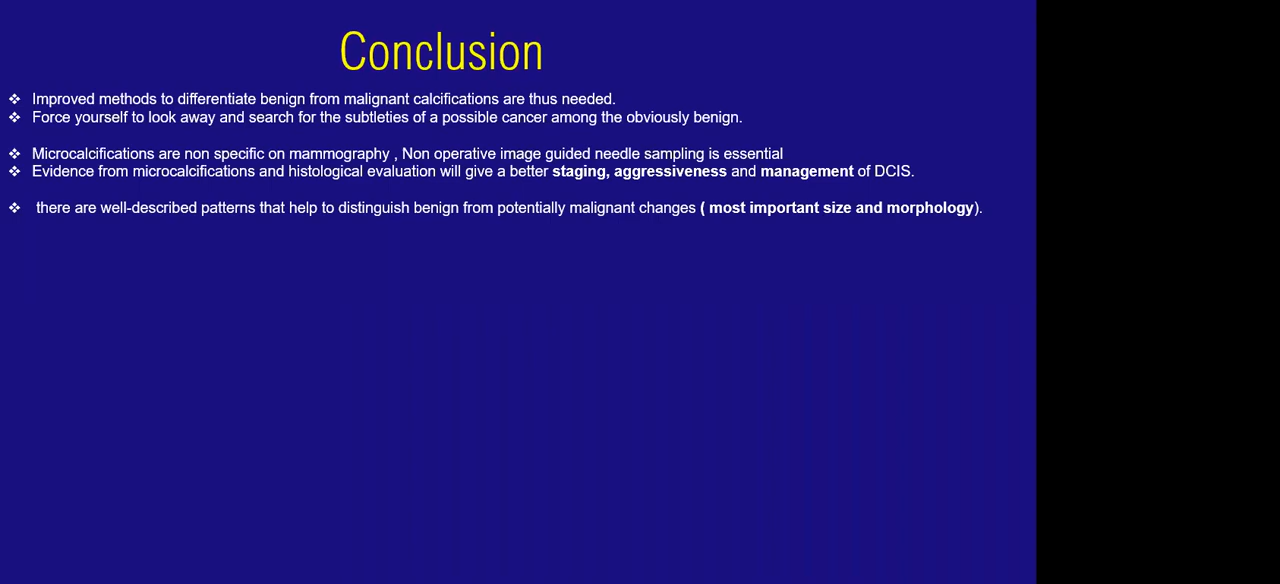 Conclusion
❖ Improved methods to differentiate benign from malignant calcifications are thus needed.
❖ Force yourself to look away and search for the subtleties of a possible cancer among the obviously benign.
❖ Microcalcifications are non specific on mammography , Non operative image guided needle sampling is essential
❖ Evidence from microcalcifications and histological evaluation will give a better staging, aggressiveness and management of DCIS.
❖ there are well-described patterns that help to distinguish benign from potentially malignant changes ( most important size and morphology).